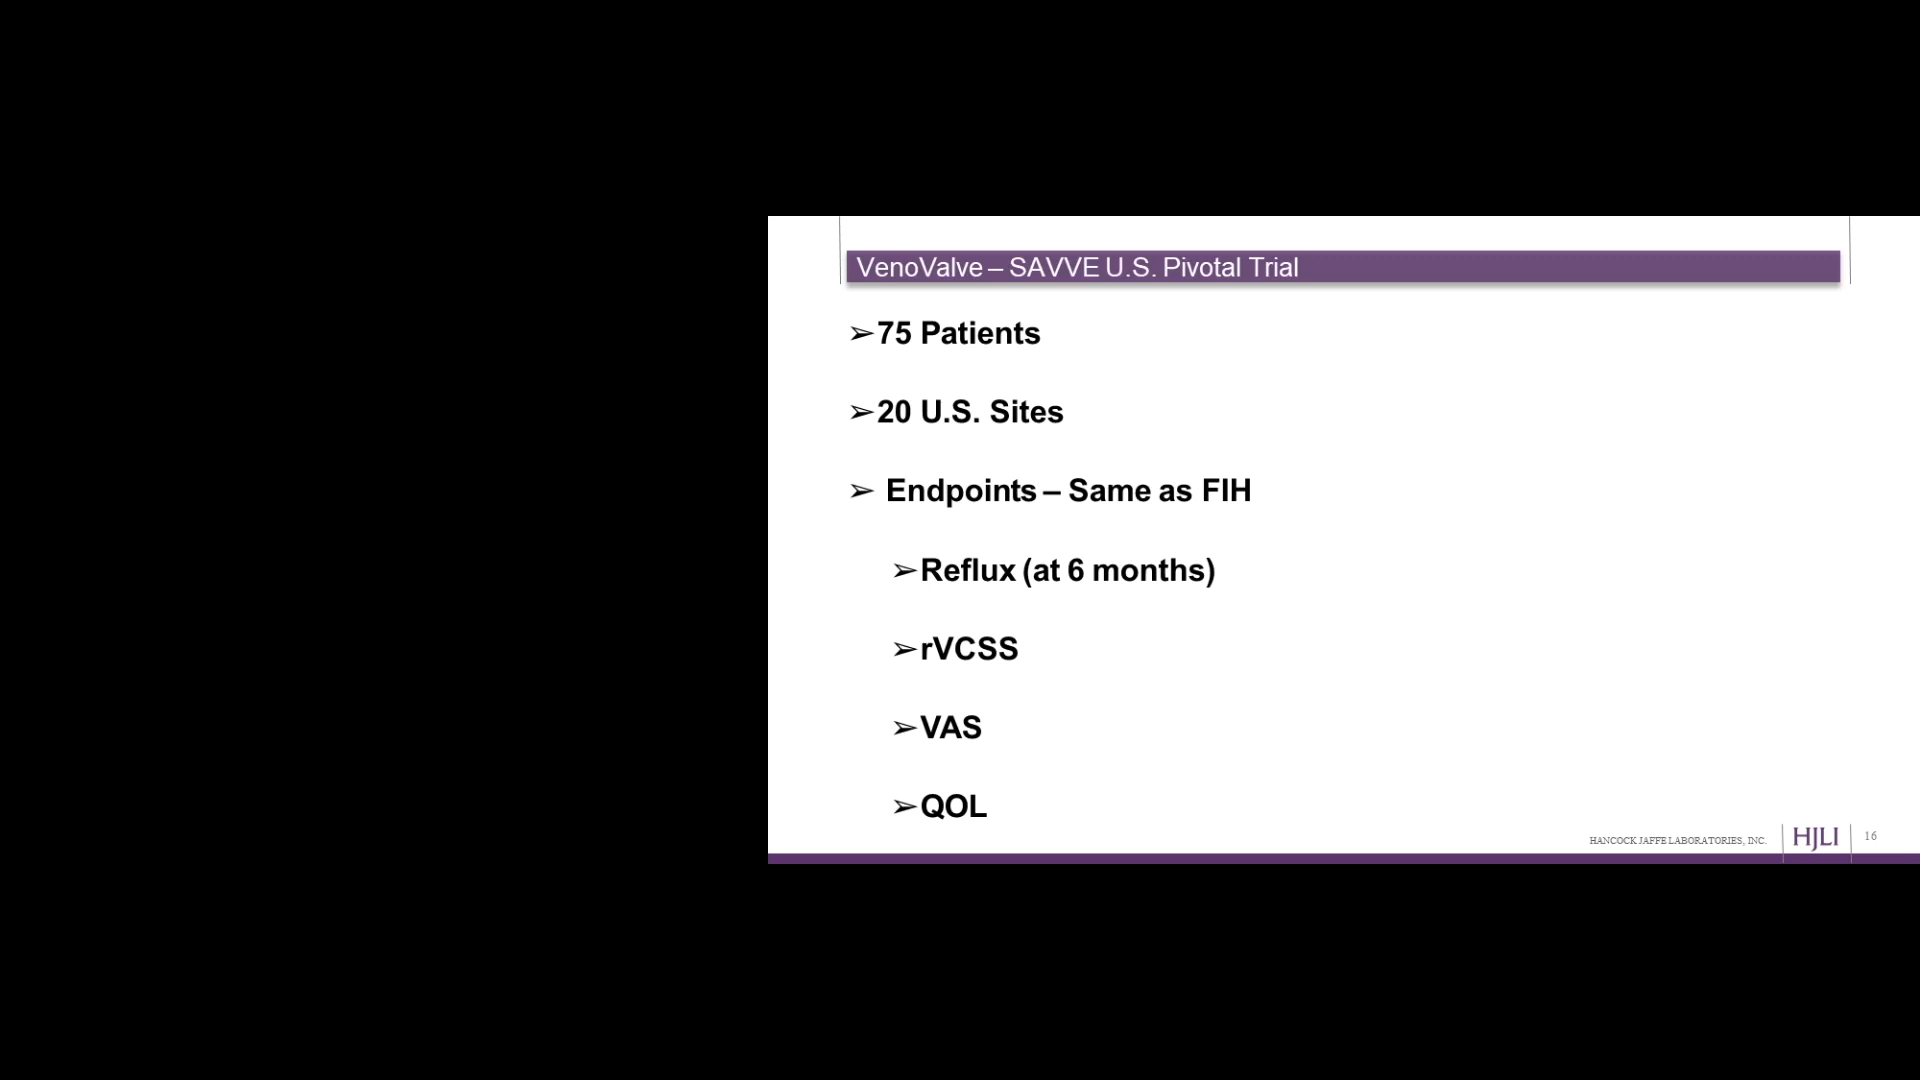 VenoValve – SAVVE U.S. Pivotal Trial
➢75 Patients
➢20 U.S. Sites
➢ Endpoints – Same as FIH
➢Reflux (at 6 months)
➢rVCSS
➢VAS
➢QOL
HANCOCK JAFFE LABORATORIES, INC. HJLI 16